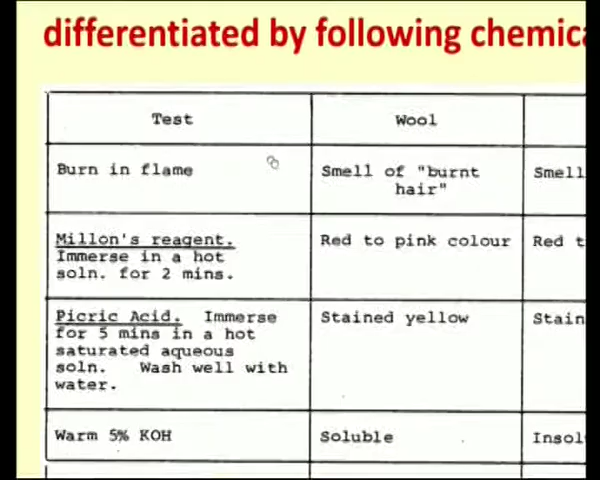 differentiated by following chemic
Test Wool
Burn in flame Smell of "burnt Smell
hair"
Millon's reagent. Red to pink colour Red t
Immerse in a hot
soln. for 2 mins.
Picric Acid. Immerse Stained yellow Stain
for 5 mins in a hot
saturated aqueous
soln. Wash well with
water.
Warm 5% KOH Soluble Insol